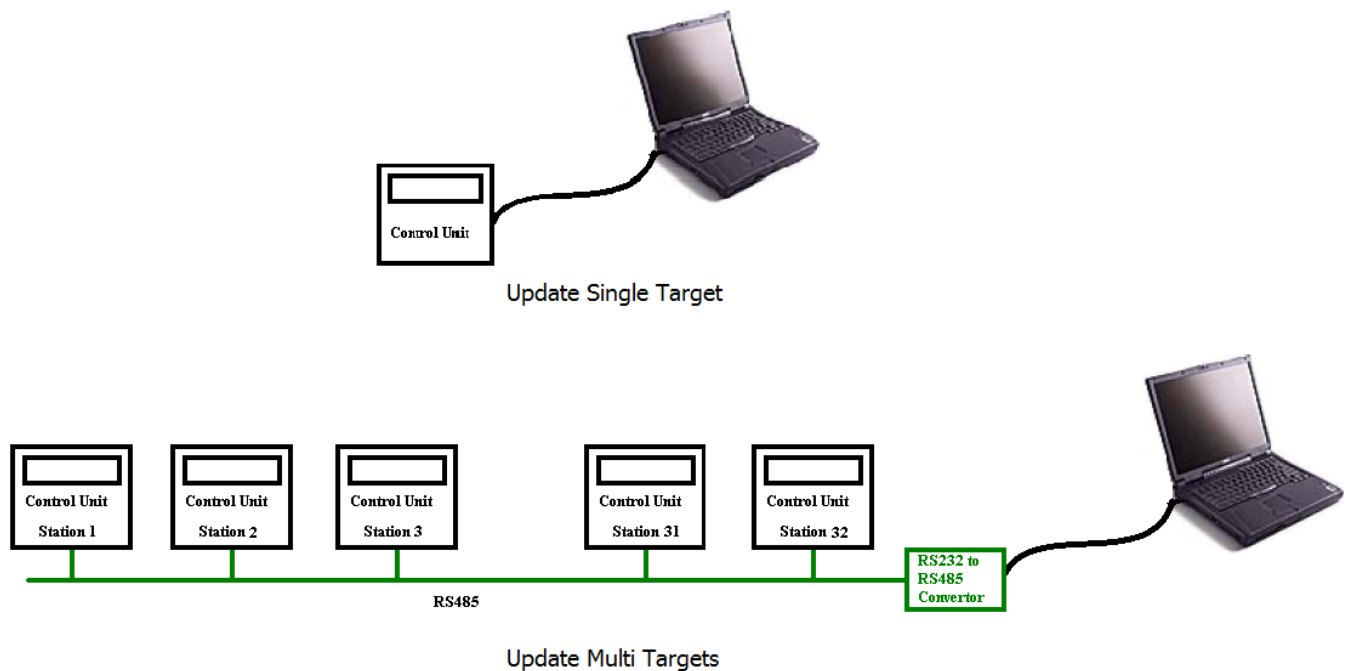 Control Unit
Update Single Target
Control Unit
Station 1
Control Unit
Station 2
Control Unit
Station 3
Control Unit
Station 31
Control Unit
Station 32
RS232 to
RS485
Convertor
RS485
Update Multi Targets